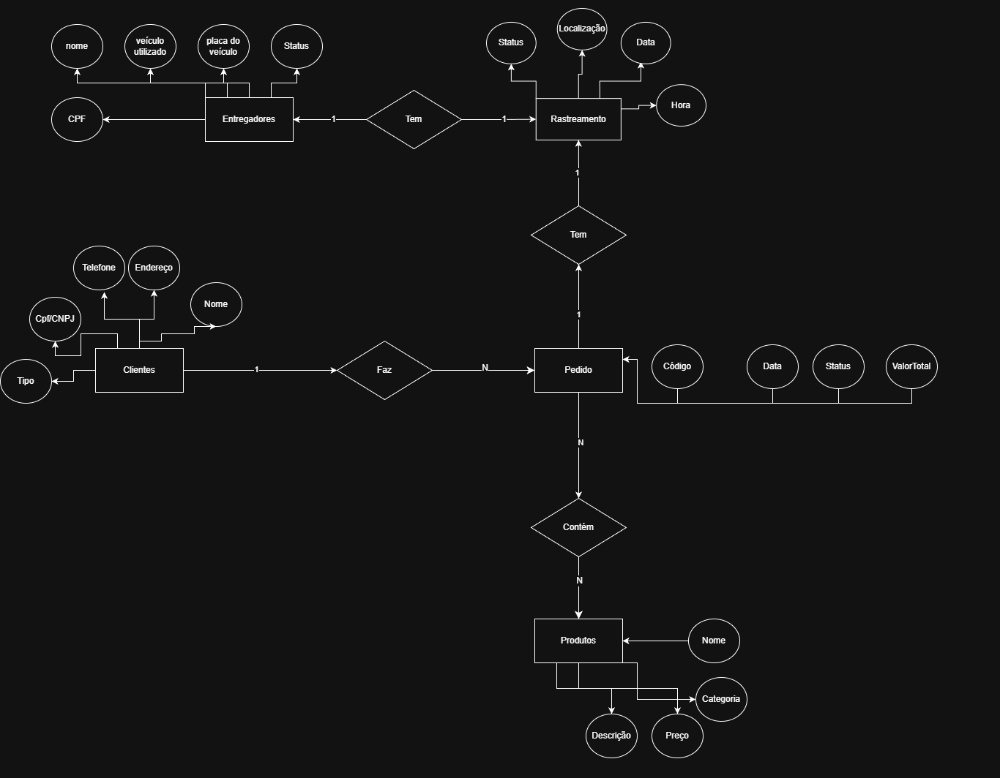 Localização
nome
veículo
utilizado
placa do
veículo
Status
Status
Data
Hora
CPF
Entregadores
1
Tem
1
Rastreamento
1
Tem
Telefone
Endereço
Nome
Cpf/CNPJ
1
Tipo
Clientes
1
Faz
N
Pedido
Código
Data
Status
ValorTotal
N
Contém
N
Produtos
Nome
Categoria
Descrição
Preço